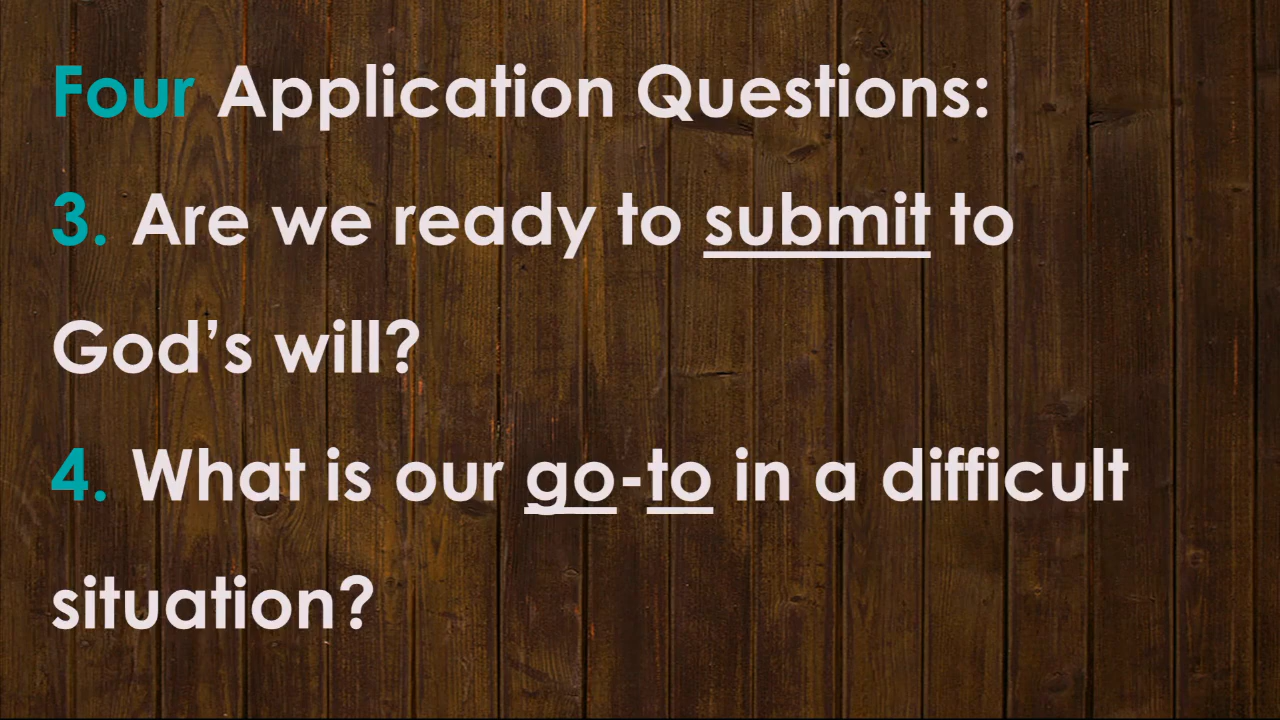 Four Application Questions:
3. Are we ready to submit to
God’s will?
4. What is our go-to in a difficult
situation?